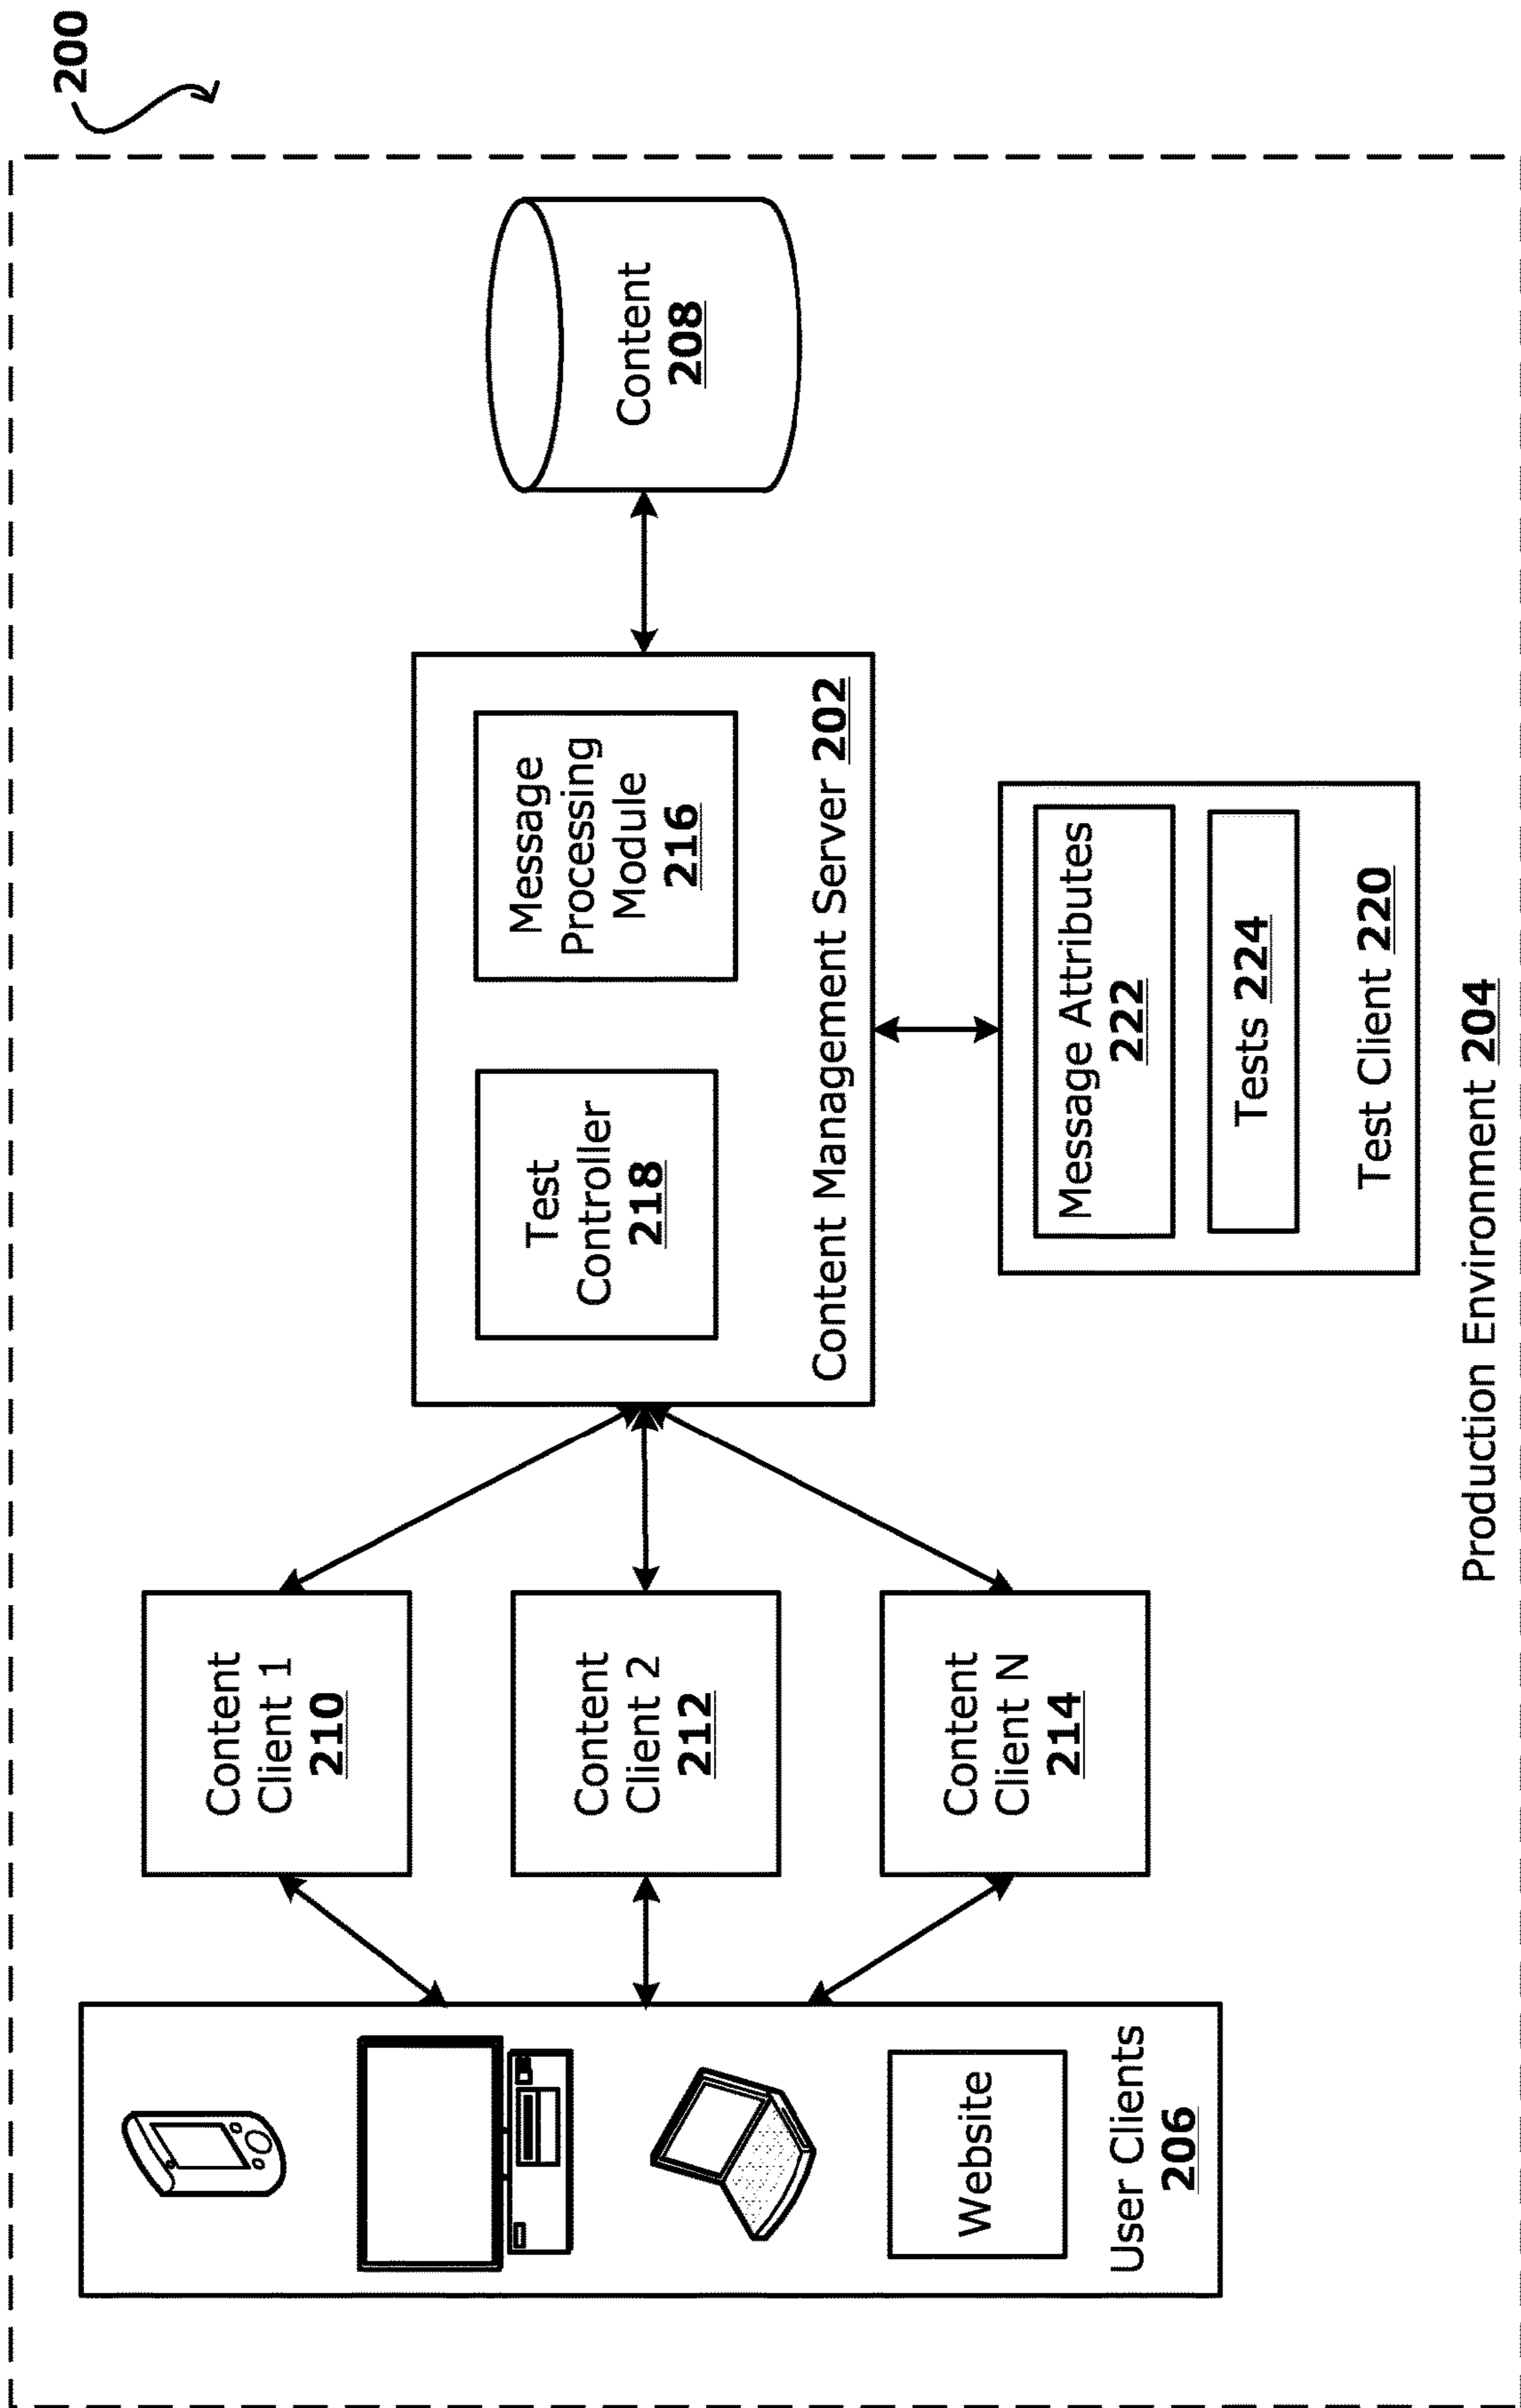 200
Content
Client 1
210
Content
Client 2
212
Content
Client N
214
Website
User Clients
206
Test
Controller
218
Message
Processing
Module
216
Content Management Server 202
Content
208
Message Attributes
222
Tests 224
Test Client 220
Production Environment 204